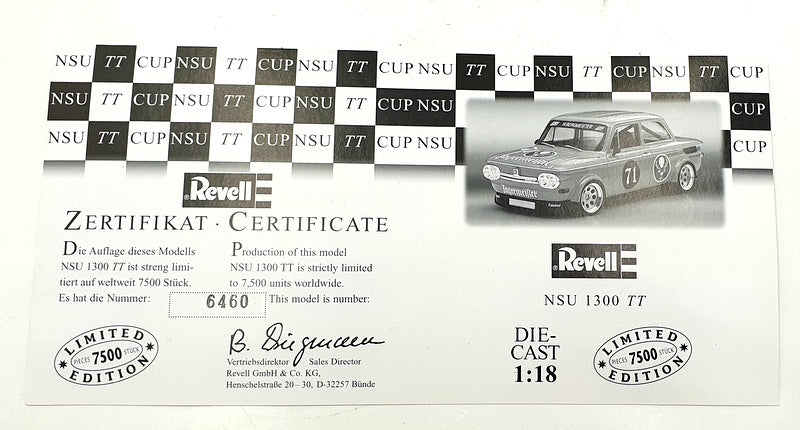 NSU TT CUP NSU TT CUP NSU TT CUP NSU TT CUP NSU TT CUP NSU TT CUP
NSU TT CUP NSU TT CUP NSU TT CUP NSU CUP
NSU TT CUP NSU TT CUP NSU TT CUP NSU CUP
Revell
ZERTIFIKAT · CERTIFICATE
Die Auflage dieses Modells
NSU 1300 TT ist streng limi-
tiert auf weltweit 7500 Stück.
Es hat die Nummer:
Production of this model
NSU 1300 TT is strictly limited
to 7,500 units worldwide.
This model is number:
6460
LIMITED
PIECES 7500 STÜCK
EDITION
Vertriebsdirektor Sales Director
Revell GmbH & Co. KG,
Henschelstraße 20 – 30, D-32257 Bünde
71
Jägermeister
Revell
NSU 1300 TT
DIE-
CAST
1:18
LIMITED
PIECES 7500 STÜCK
EDITION